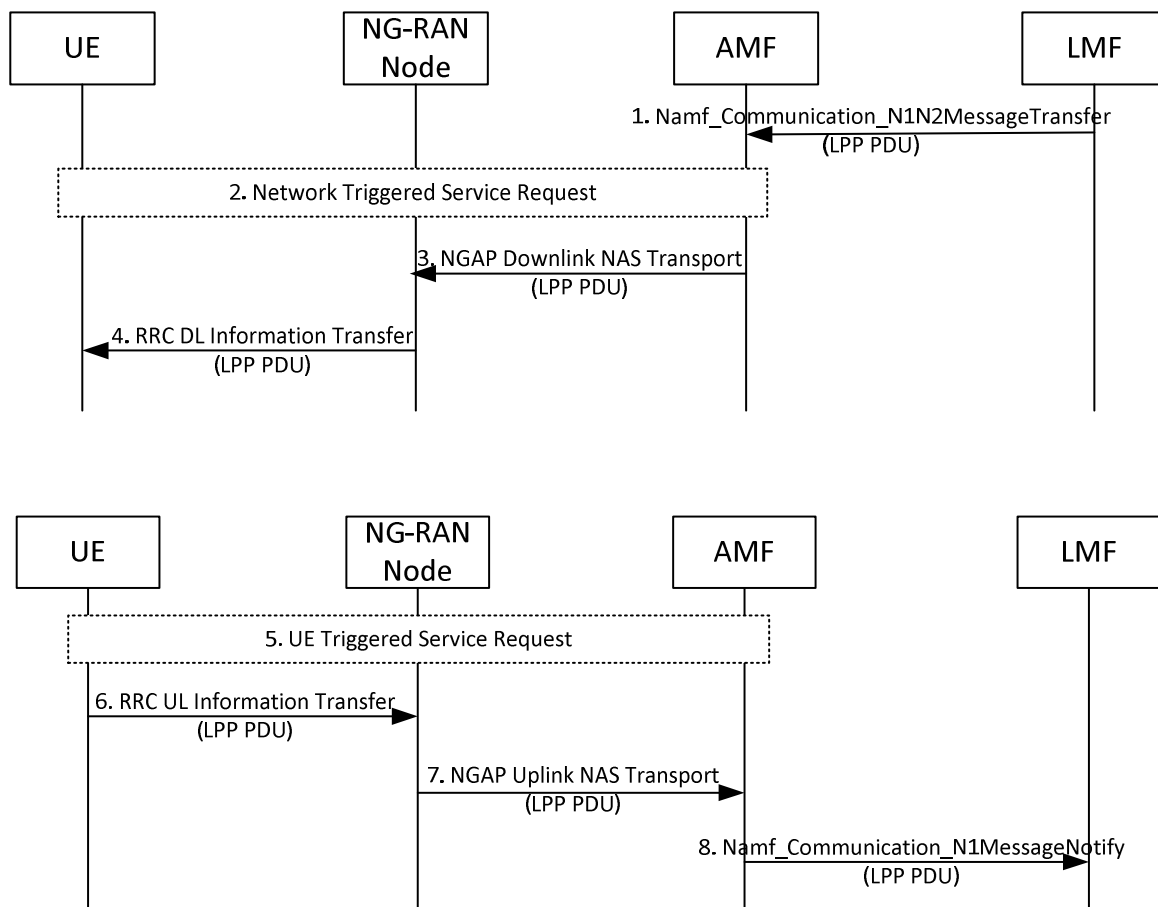 UE
NG-RAN
Node
AMF
LMF
1. Namf_Communication_N1N2MessageTransfer
(LPP PDU)
2. Network Triggered Service Request
3. NGAP Downlink NAS Transport
(LPP PDU)
4. RRC DL Information Transfer
(LPP PDU)
UE
NG-RAN
Node
AMF
LMF
5. UE Triggered Service Request
6. RRC UL Information Transfer
(LPP PDU)
7. NGAP Uplink NAS Transport
(LPP PDU)
8. Namf_Communication_N1MessageNotify
(LPP PDU)